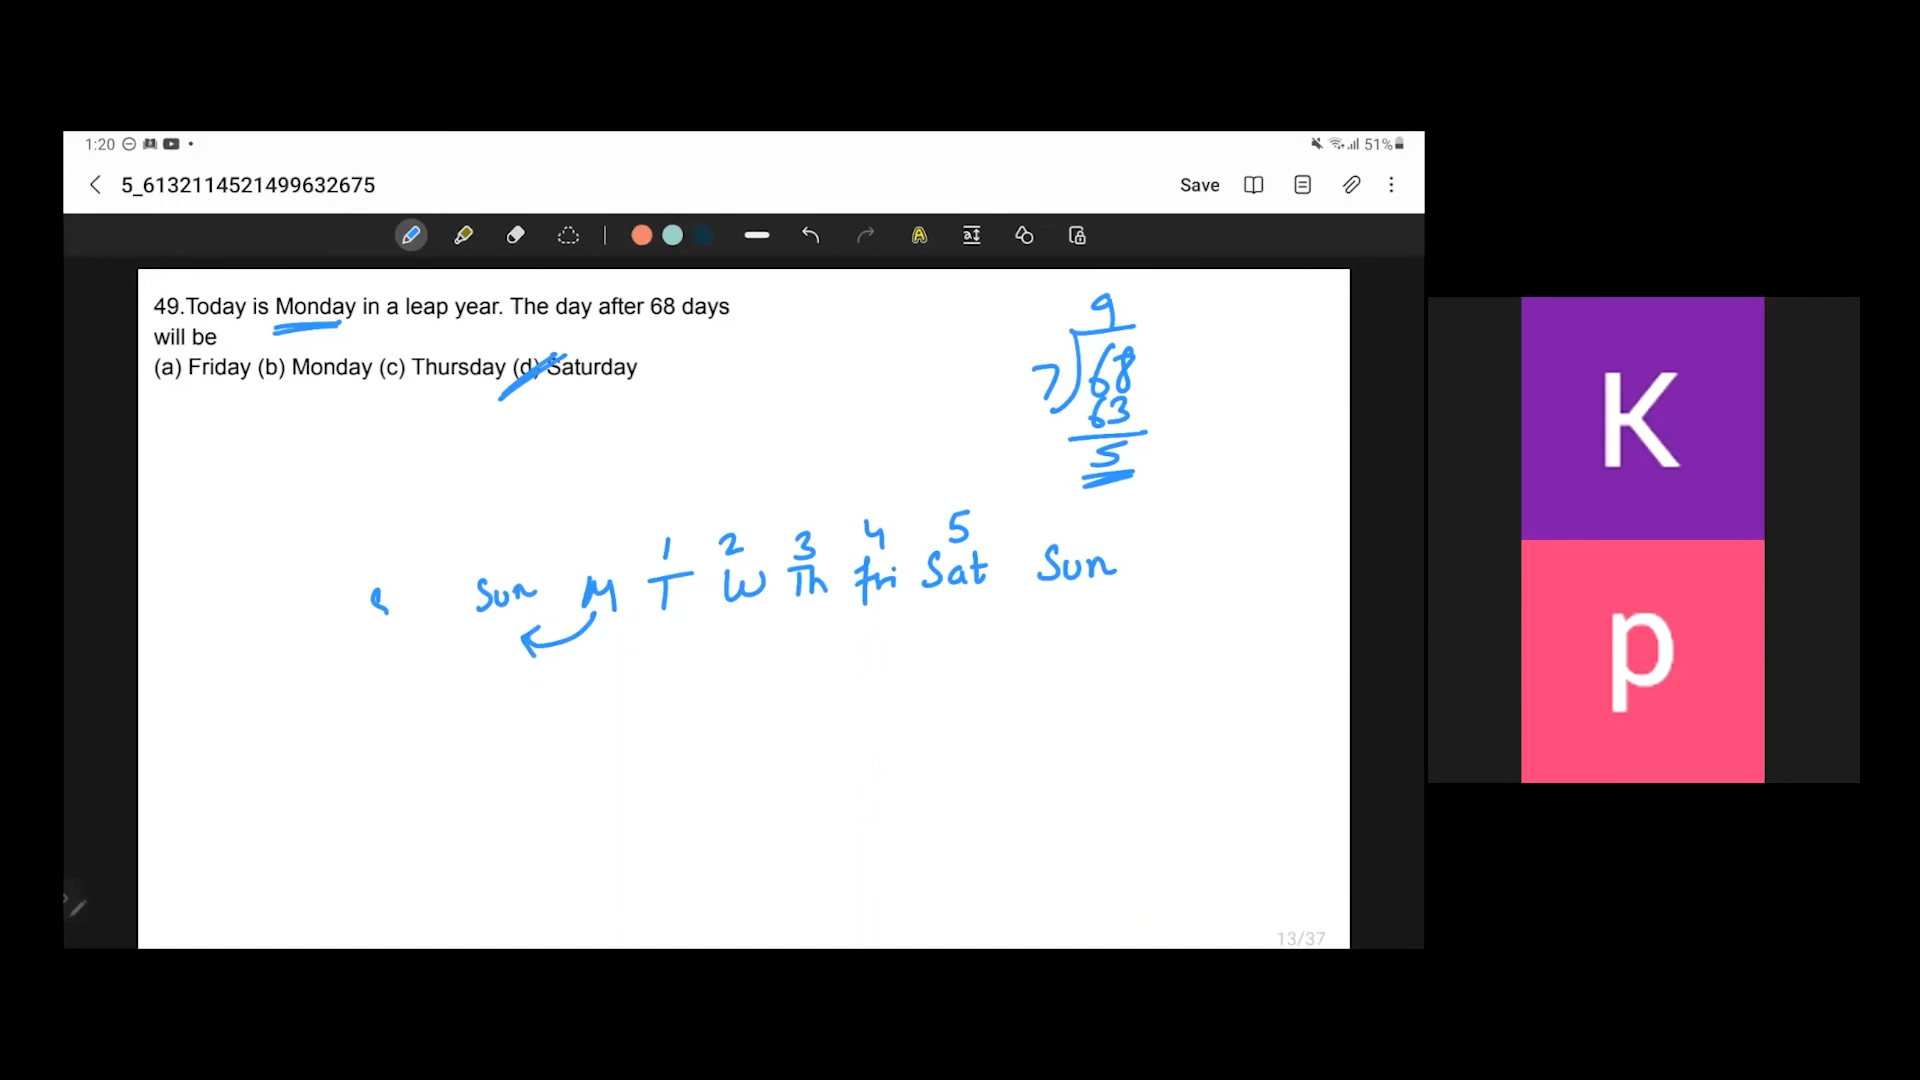 1:20
51%
5_6132114521499632675
Save
49.Today is Monday in a leap year. The day after 68 days
will be
(a) Friday (b) Monday (c) Thursday (d) Saturday
9
7 68
63
5
1 2 3 4 5
Sun M T W Th fri Sat Sun
K
p
13/37